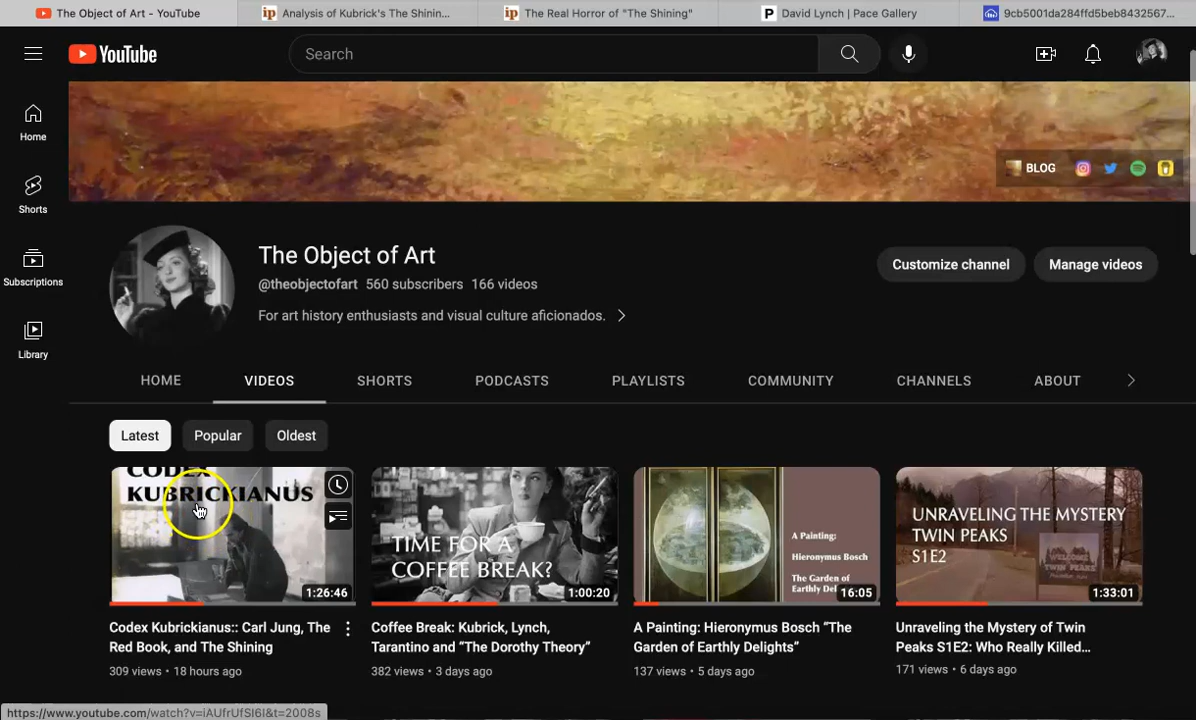 The Object of Art - YouTube
ip Analysis of Kubrick's The Shinin...
ip The Real Horror of "The Shining"
P David Lynch | Pace Gallery
9cb5001da284ffd5beb8432567...
YouTube
Search
Home
Shorts
Subscriptions
Library
BLOG
The Object of Art
@theobjectofart 560 subscribers 166 videos
For art history enthusiasts and visual culture aficionados.
Customize channel
Manage videos
HOME
VIDEOS
SHORTS
PODCASTS
PLAYLISTS
COMMUNITY
CHANNELS
ABOUT
Latest
Popular
Oldest
CODEX
KUBRICKIANUS
1:26:46
TIME FOR A
COFFEE BREAK?
1:00:20
A Painting:
Hieronymus Bosch
The Garden of
Earthly Del
16:05
UNRAVELING THE MYSTERY
TWIN PEAKS
S1E2
WELCOME
TWIN PEAKS
1:33:01
Codex Kubrickianus:: Carl Jung, The
Red Book, and The Shining
309 views • 18 hours ago
Coffee Break: Kubrick, Lynch,
Tarantino and “The Dorothy Theory”
382 views • 3 days ago
A Painting: Hieronymus Bosch “The
Garden of Earthly Delights”
137 views • 5 days ago
Unraveling the Mystery of Twin
Peaks S1E2: Who Really Killed...
171 views • 6 days ago
https://www.youtube.com/watch?v=iAUfrUfSI6I&t=2008s